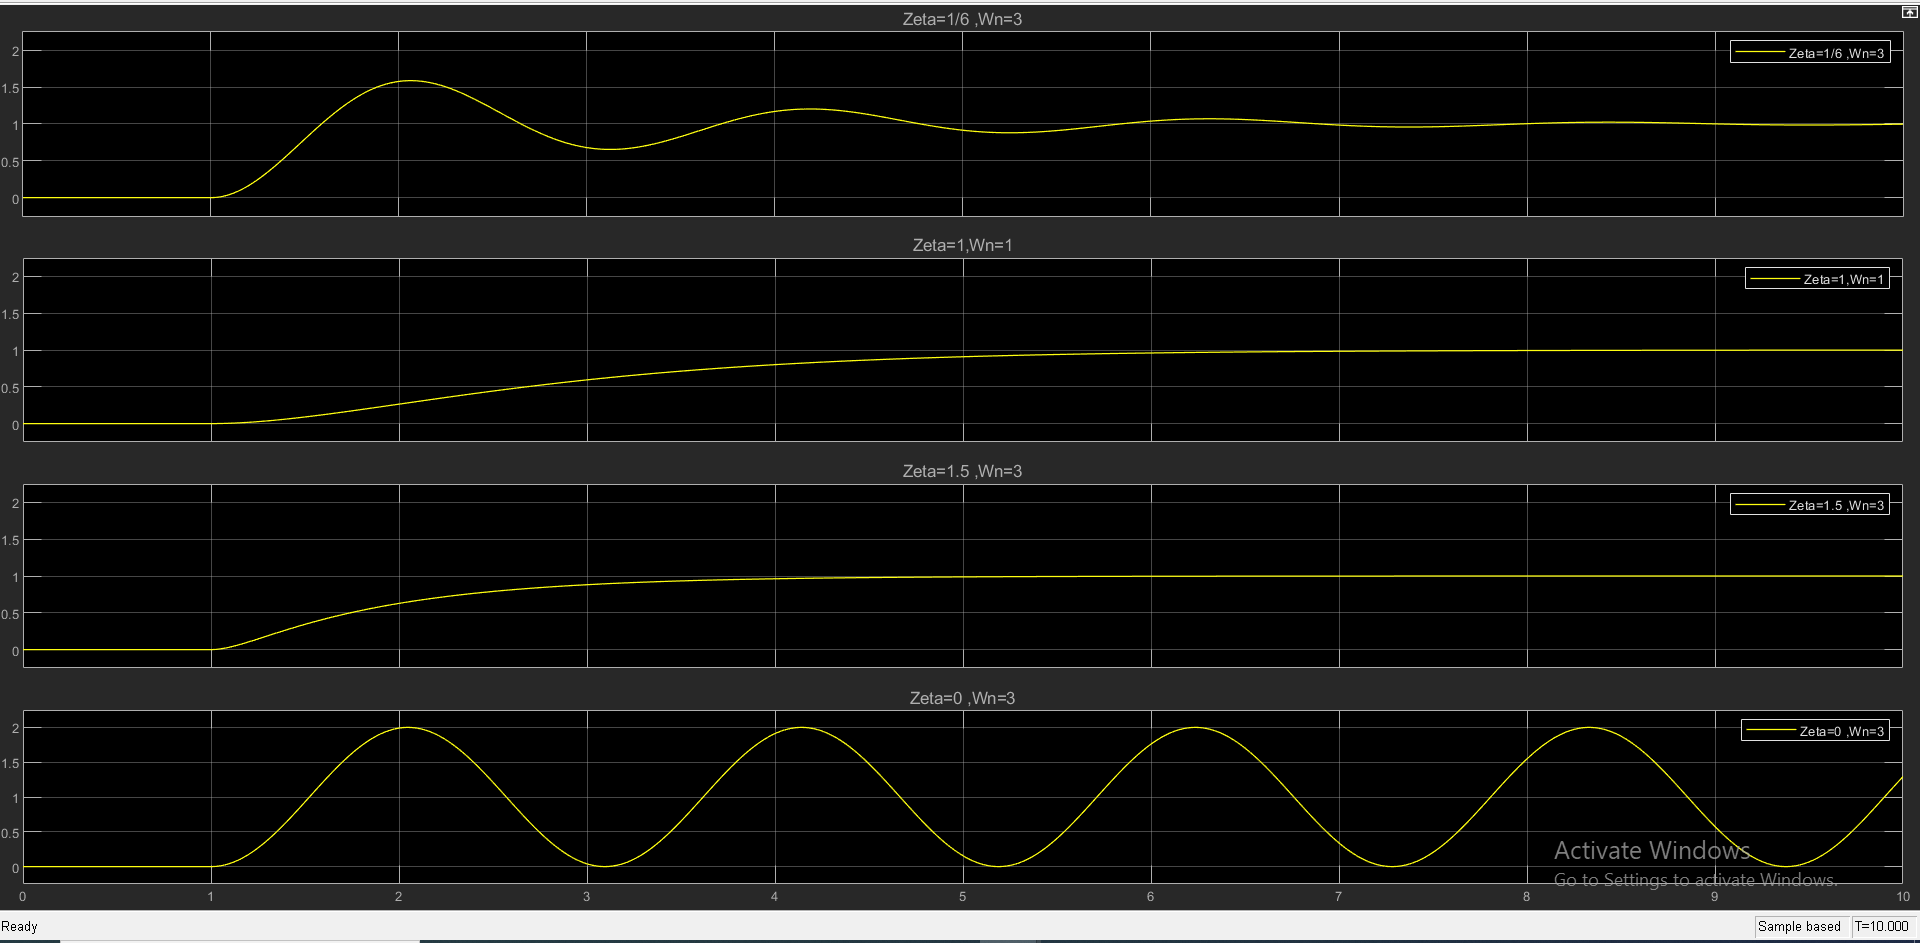 Zeta=1/6 ,Wn=3
2
1.5
1
0.5
0
Zeta=1/6 ,Wn=3
Zeta=1,Wn=1
2
1.5
1
0.5
0
Zeta=1,Wn=1
Zeta=1.5 ,Wn=3
2
1.5
1
0.5
0
Zeta=1.5 ,Wn=3
Zeta=0 ,Wn=3
2
1.5
1
0.5
0
Zeta=0 ,Wn=3
0 1 2 3 4 5 6 7 8 9 10
Activate Windows
Go to Settings to activate Windows.
Ready
Sample based T=10.000